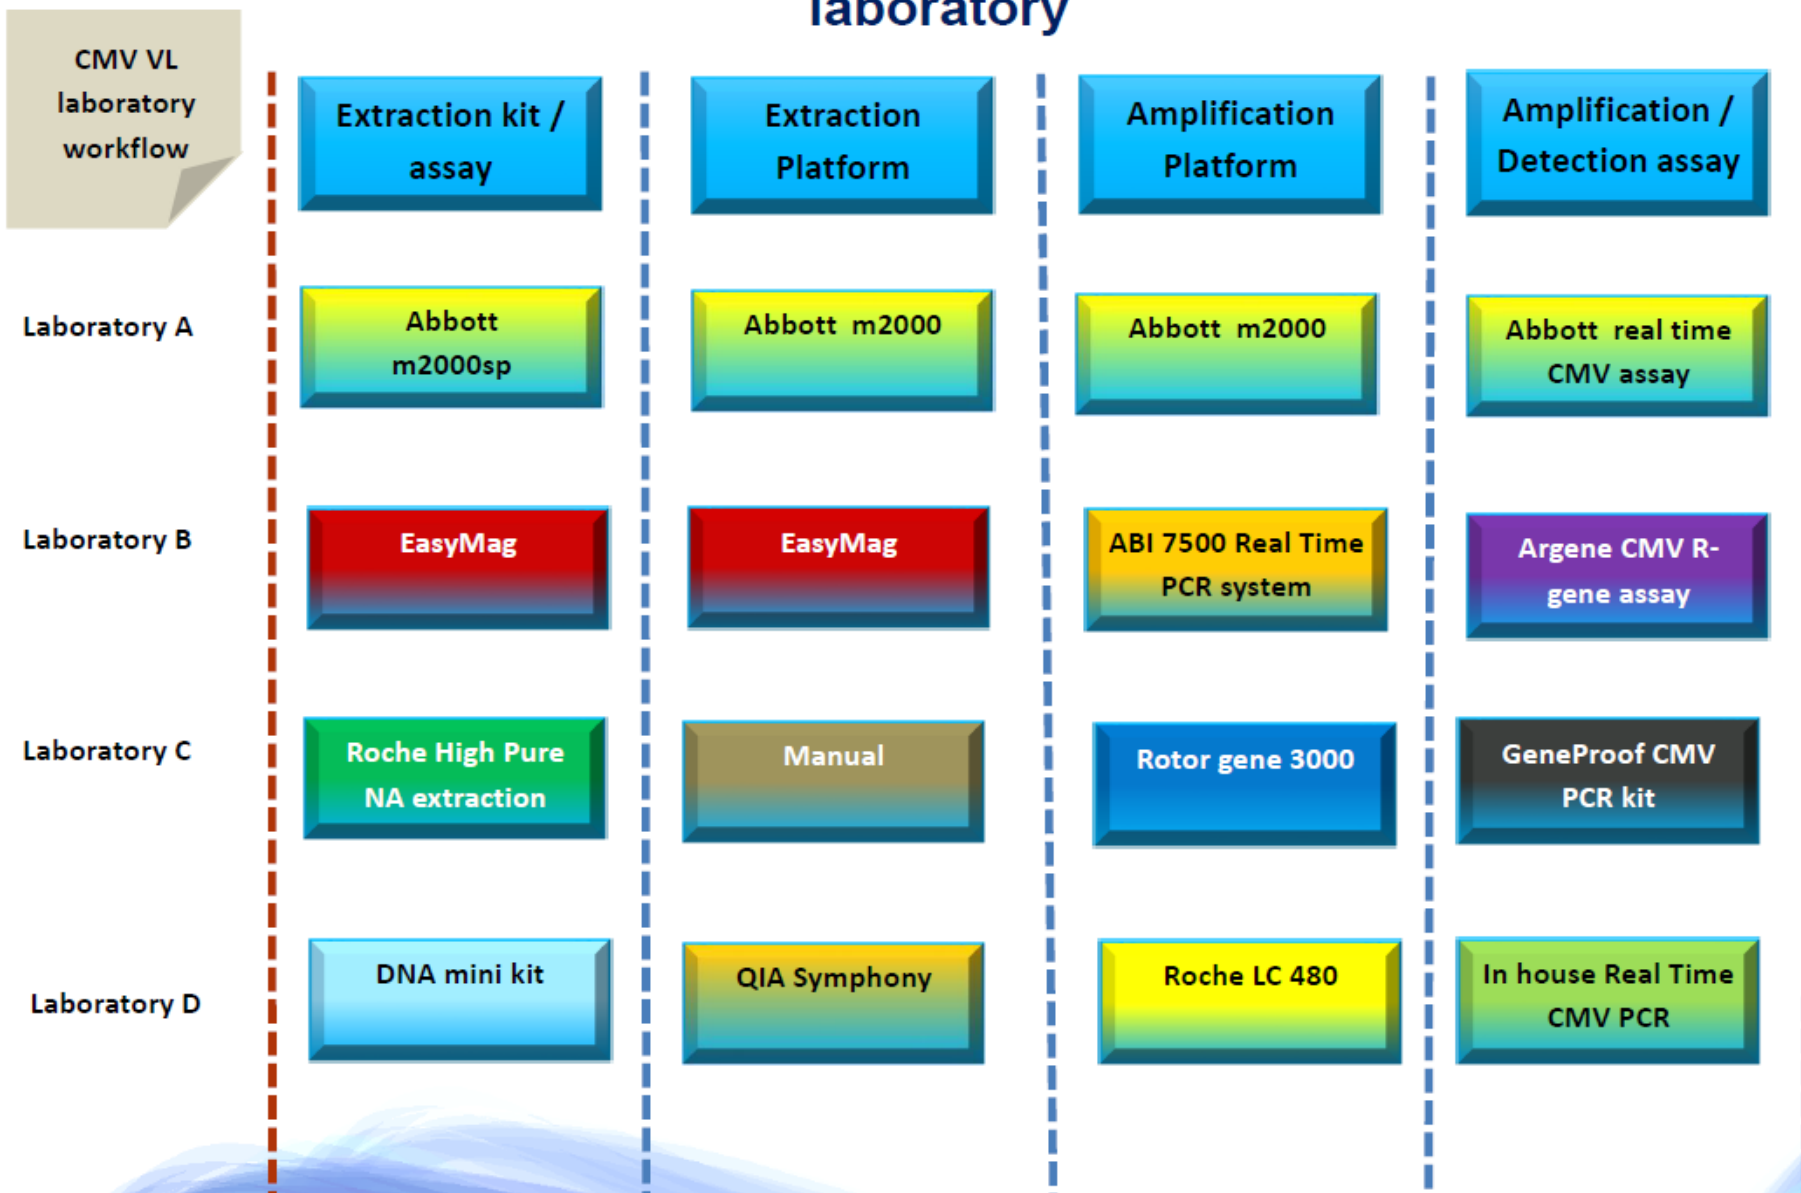 laboratory
CMV VL
laboratory
workflow
Extraction kit /
assay
Extraction
Platform
Amplification
Platform
Amplification /
Detection assay
Laboratory A
Abbott
m2000sp
Abbott m2000
Abbott m2000
Abbott real time
CMV assay
Laboratory B
EasyMag
EasyMag
ABI 7500 Real Time
PCR system
Argene CMV R-
gene assay
Laboratory C
Roche High Pure
NA extraction
Manual
Rotor gene 3000
GeneProof CMV
PCR kit
Laboratory D
DNA mini kit
QIA Symphony
Roche LC 480
In house Real Time
CMV PCR